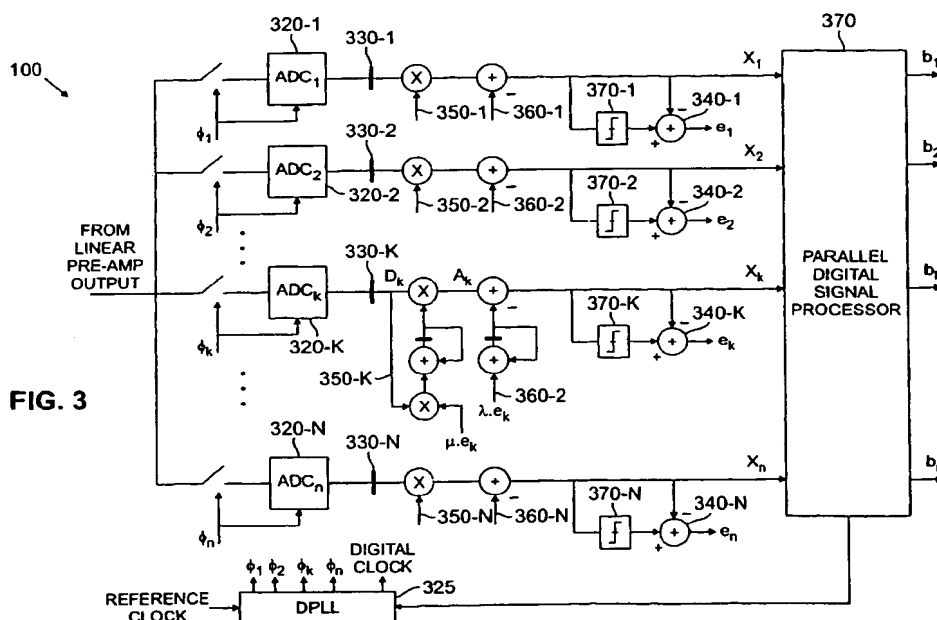 320-1
330-1
370
100
ADC1
X1
b1
350-1
360-1
370-1
340-1
e1
ϕ1
330-2
ADC2
X2
b2
320-2
350-2
360-2
370-2
340-2
e2
ϕ2
FROM
LINEAR
PRE-AMP
OUTPUT
330-K
Dk
Ak
Xk
ADCk
PARALLEL
DIGITAL
SIGNAL
PROCESSOR
320-K
370-K
340-K
ek
ϕk
350-K
360-2
λ.ek
μ.ek
FIG. 3
320-N
330-N
ADCn
Xn
350-N
360-N
370-N
340-N
en
ϕn
ϕ1 ϕ2 ϕk ϕn
DIGITAL
CLOCK
325
REFERENCE
CLOCK
DPLL